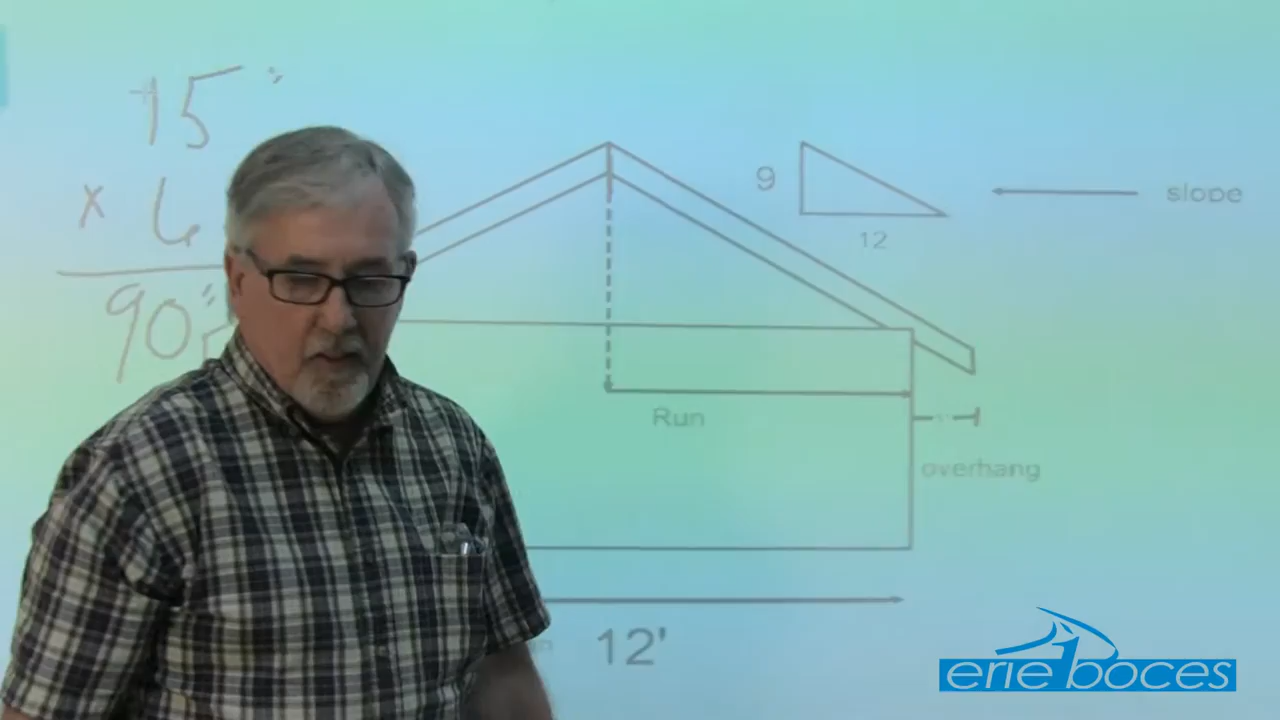 15"
x 6
90"
9
12
slope
Run
overhang
12'
erie boces